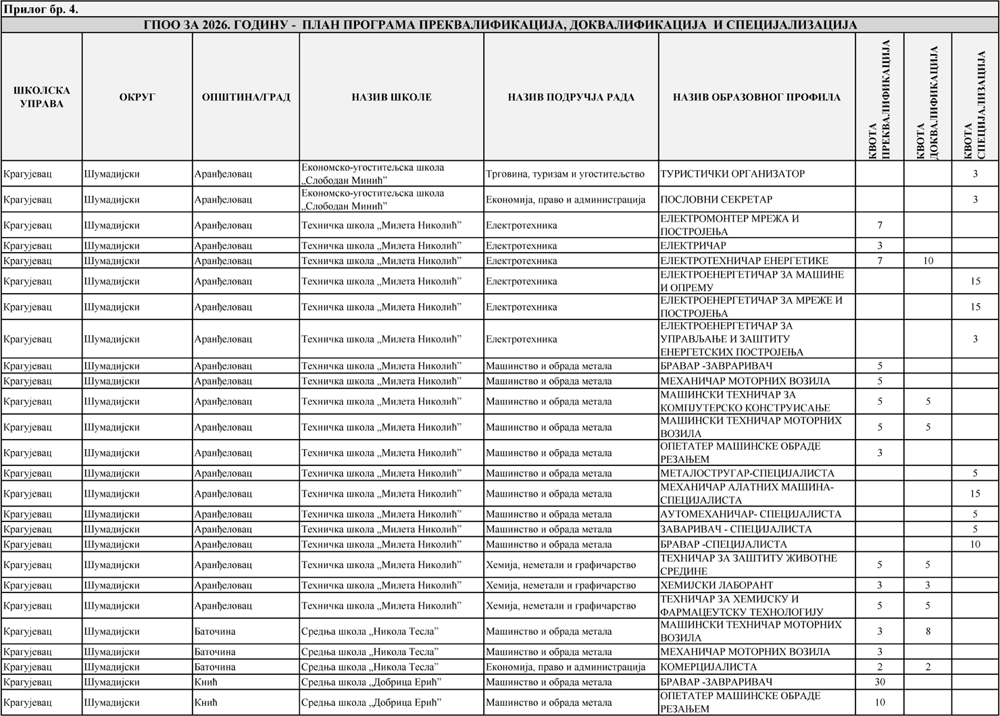 Прилог бр. 4.
ГПОО ЗА 2026. ГОДИНУ - ПЛАН ПРОГРАМА ПРЕКВАЛИФИКАЦИЈА, ДОКВАЛИФИКАЦИЈА И СПЕЦИЈАЛИЗАЦИЈА
ШКОЛСКА УПРАВА ОКРУГ ОПШТИНА/ГРАД НАЗИВ ШКОЛЕ НАЗИВ ПОДРУЧЈА РАДА НАЗИВ ОБРАЗОВНОГ ПРОФИЛА КВОТА ПРЕКВАЛИФИКАЦИЈА КВОТА ДОКВАЛИФИКАЦИЈА КВОТА СПЕЦИЈАЛИЗАЦИЈА
Крагујевац Шумадијски Аранђеловац Економско-угоститељска школа „Слободан Минић” Трговина, туризам и угоститељство ТУРИСТИЧКИ ОРГАНИЗАТОР 3
Крагујевац Шумадијски Аранђеловац Економско-угоститељска школа „Слободан Минић” Економија, право и администрација ПОСЛОВНИ СЕКРЕТАР 3
Крагујевац Шумадијски Аранђеловац Техничка школа „Милета Николић” Електротехника ЕЛЕКТРОМОНТЕР МРЕЖА И ПОСТРОЈЕЊА 7
Крагујевац Шумадијски Аранђеловац Техничка школа „Милета Николић” Електротехника ЕЛЕКТРИЧАР 3
Крагујевац Шумадијски Аранђеловац Техничка школа „Милета Николић” Електротехника ЕЛЕКТРОТЕХНИЧАР ЕНЕРГЕТИКЕ 7 10
Крагујевац Шумадијски Аранђеловац Техничка школа „Милета Николић” Електротехника ЕЛЕКТРОЕНЕРГЕТИЧАР ЗА МАШИНЕ И ОПРЕМУ 15
Крагујевац Шумадијски Аранђеловац Техничка школа „Милета Николић” Електротехника ЕЛЕКТРОЕНЕРГЕТИЧАР ЗА МРЕЖЕ И ПОСТРОЈЕЊА 15
Крагујевац Шумадијски Аранђеловац Техничка школа „Милета Николић” Електротехника ЕЛЕКТРОЕНЕРГЕТИЧАР ЗА УПРАВЉАЊЕ И ЗАШТИТУ ЕНЕРГЕТСКИХ ПОСТРОЈЕЊА 3
Крагујевац Шумадијски Аранђеловац Техничка школа „Милета Николић” Машинство и обрада метала БРАВАР -ЗАВРАРИВАЧ 5
Крагујевац Шумадијски Аранђеловац Техничка школа „Милета Николић” Машинство и обрада метала МЕХАНИЧАР МОТОРНИХ ВОЗИЛА 5
Крагујевац Шумадијски Аранђеловац Техничка школа „Милета Николић” Машинство и обрада метала МАШИНСКИ ТЕХНИЧАР ЗА КОМПЈУТЕРСКО КОНСТРУИСАЊЕ 5 5
Крагујевац Шумадијски Аранђеловац Техничка школа „Милета Николић” Машинство и обрада метала МАШИНСКИ ТЕХНИЧАР МОТОРНИХ ВОЗИЛА 5 5
Крагујевац Шумадијски Аранђеловац Техничка школа „Милета Николић” Машинство и обрада метала ОПЕТАТЕР МАШИНСКЕ ОБРАДЕ РЕЗАЊЕМ 3
Крагујевац Шумадијски Аранђеловац Техничка школа „Милета Николић” Машинство и обрада метала МЕТАЛОСТРУГАР-СПЕЦИЈАЛИСТА 5
Крагујевац Шумадијски Аранђеловац Техничка школа „Милета Николић” Машинство и обрада метала МЕХАНИЧАР АЛАТНИХ МАШИНА-СПЕЦИЈАЛИСТА 15
Крагујевац Шумадијски Аранђеловац Техничка школа „Милета Николић” Машинство и обрада метала АУТОМЕХАНИЧАР- СПЕЦИЈАЛИСТА 5
Крагујевац Шумадијски Аранђеловац Техничка школа „Милета Николић” Машинство и обрада метала ЗАВАРИВАЧ - СПЕЦИЈАЛИСТА 5
Крагујевац Шумадијски Аранђеловац Техничка школа „Милета Николић” Машинство и обрада метала БРАВАР -СПЕЦИЈАЛИСТА 10
Крагујевац Шумадијски Аранђеловац Техничка школа „Милета Николић” Хемија, неметали и графичарство ТЕХНИЧАР ЗА ЗАШТИТУ ЖИВОТНЕ СРЕДИНЕ 5 5
Крагујевац Шумадијски Аранђеловац Техничка школа „Милета Николић” Хемија, неметали и графичарство ХЕМИЈСКИ ЛАБОРАНТ 3 3
Крагујевац Шумадијски Аранђеловац Техничка школа „Милета Николић” Хемија, неметали и графичарство ТЕХНИЧАР ЗА ХЕМИЈСКУ И ФАРМАЦЕУТСКУ ТЕХНОЛОГИЈУ 5 5
Крагујевац Шумадијски Баточина Средња школа „Никола Тесла” Машинство и обрада метала МАШИНСКИ ТЕХНИЧАР МОТОРНИХ ВОЗИЛА 3 8
Крагујевац Шумадијски Баточина Средња школа „Никола Тесла” Машинство и обрада метала МЕХАНИЧАР МОТОРНИХ ВОЗИЛА 3
Крагујевац Шумадијски Баточина Средња школа „Никола Тесла” Економија, право и администрација КОМЕРЦИЈАЛИСТА 2 2
Крагујевац Шумадијски Кнић Средња школа „Добрица Ерић” Машинство и обрада метала БРАВАР -ЗАВРАРИВАЧ 30
Крагујевац Шумадијски Кнић Средња школа „Добрица Ерић” Машинство и обрада метала ОПЕТАТЕР МАШИНСКЕ ОБРАДЕ РЕЗАЊЕМ 10